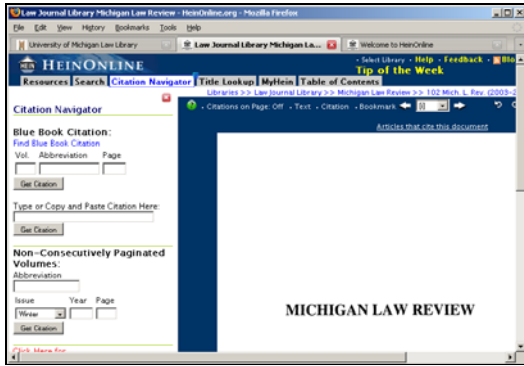 Law Journal Library Michigan Law Review - HeinOnline.org - Mozilla Firefox
File Edit View History Bookmarks Tools Help
University of Michigan Law Library Law Journal Library Michigan La... Welcome to HeinOnline
HEIN HEINONLINE
· Select Library · Help · Feedback · Blo
Tip of the Week
Resources Search Citation Navigator Title Lookup MyHein Table of Contents
Libraries >> Law Journal Library >> Michigan Law Review >> 102 Mich. L. Rev. (2003-2
Citation Navigator
? · Citations on Page: Off · Text · Citation · Bookmark
Articles that cite this document
Blue Book Citation:
Find Blue Book Citation
Vol. Abbreviation Page
Get Citation
Type or Copy and Paste Citation Here:
Get Citation
Non-Consecutively Paginated
Volumes:
Abbreviation
Issue Year Page
Winter
Get Citation
Click Here for
MICHIGAN LAW REVIEW